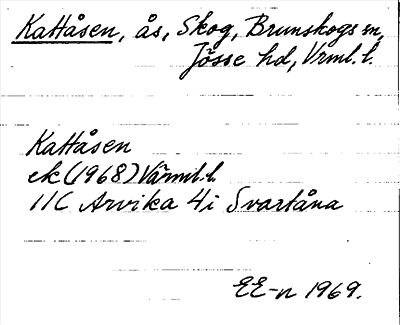 Kattåsen, ås, Skog, Brunskogs sn,
Jösse hd, Vrml. l.
Kattåsen
ek (1968) Värml. l.
11C Arvika 4i Svartåna
EE-n 1969.